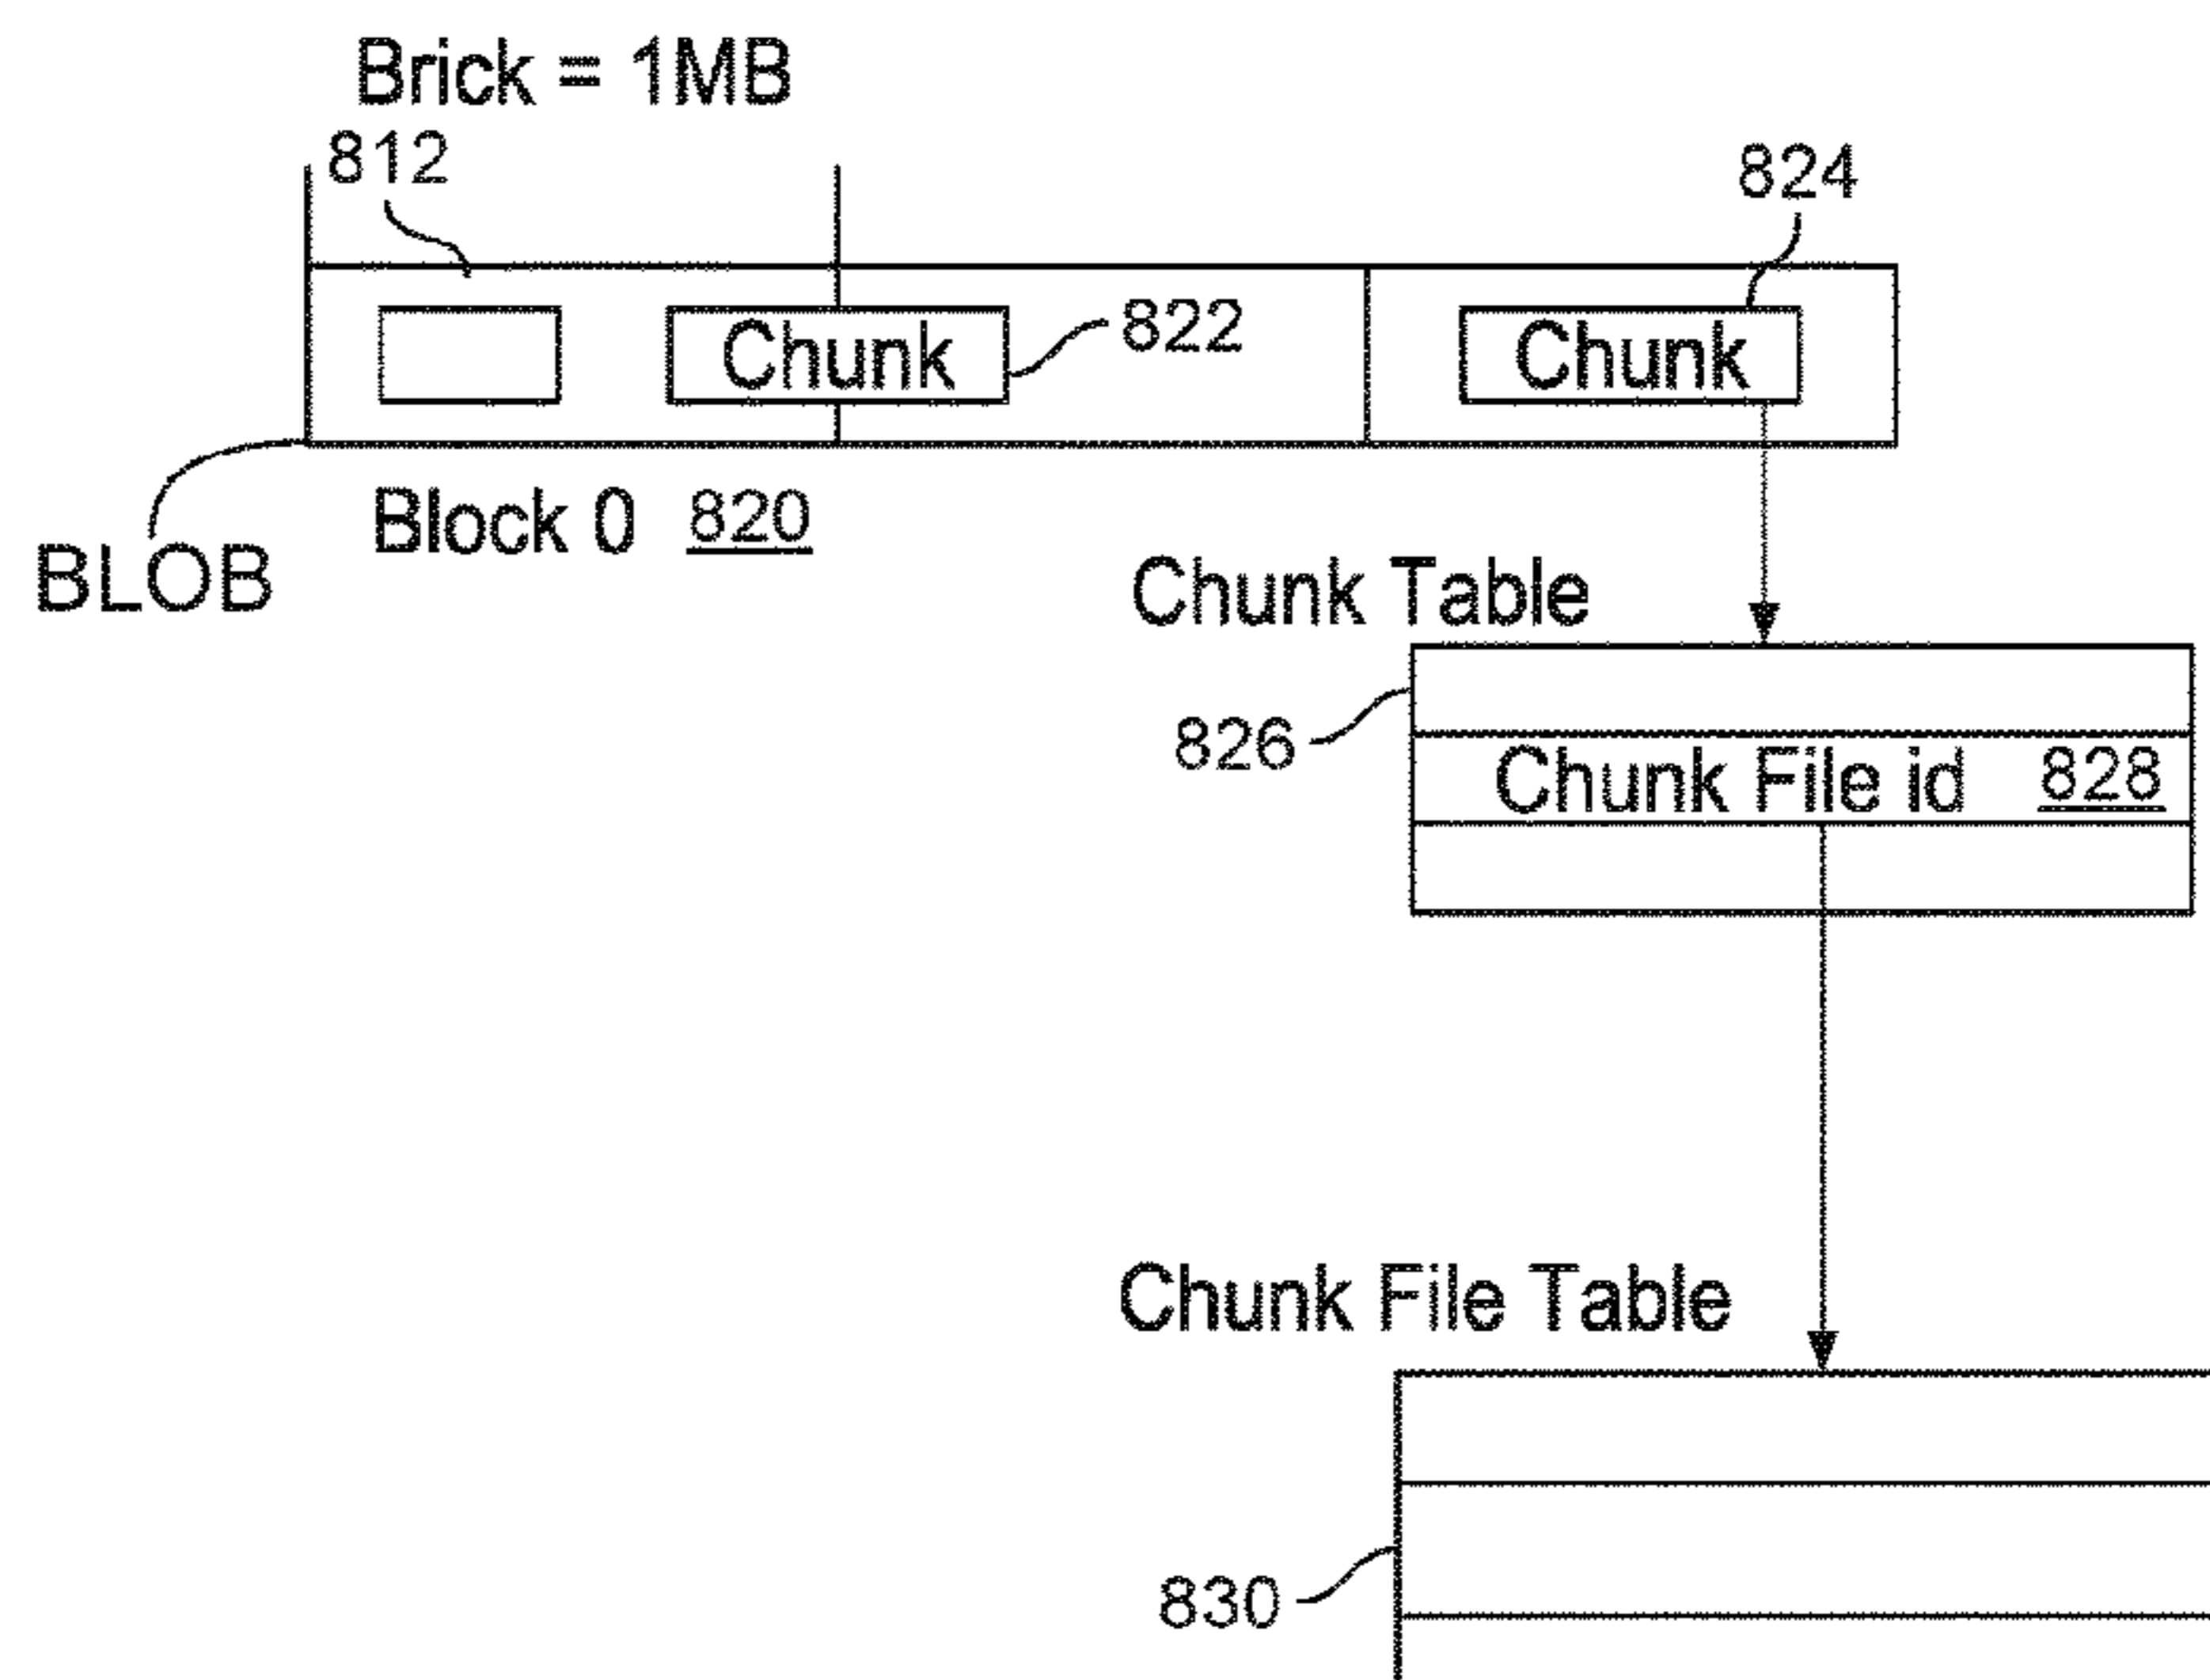 Brick = 1MB
812
824
Chunk
822
Chunk
Block 0 820
BLOB
Chunk Table
826
Chunk File id 828
Chunk File Table
830